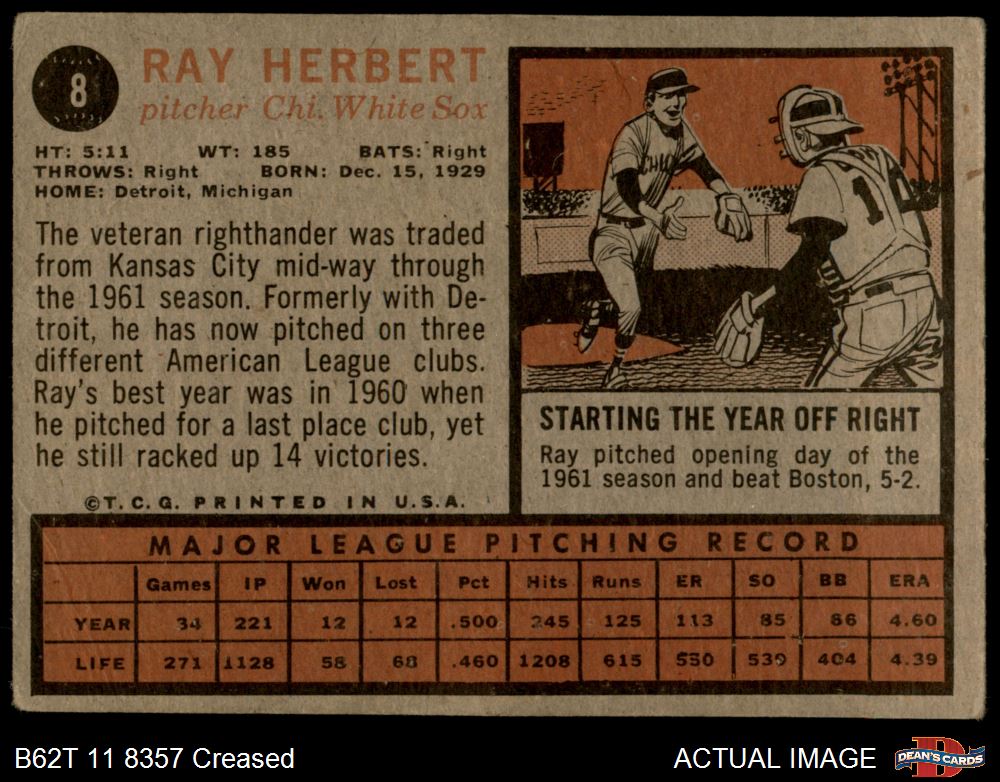 8
RAY HERBERT
pitcher Chi. White Sox
HT: 5:11 WT: 185 BATS: Right
THROWS: Right BORN: Dec. 15, 1929
HOME: Detroit, Michigan
The veteran righthander was traded
from Kansas City mid-way through
the 1961 season. Formerly with De-
troit, he has now pitched on three
different American League clubs.
Ray's best year was in 1960 when
he pitched for a last place club, yet
he still racked up 14 victories.
©T.C.G. PRINTED IN U.S.A.
CHIC
10
STARTING THE YEAR OFF RIGHT
Ray pitched opening day of the
1961 season and beat Boston, 5-2.
MAJOR LEAGUE PITCHING RECORD
Games IP Won Lost Pct Hits Runs ER SO BB ERA
YEAR 34 221 12 12 .500 245 125 113 85 66 4.60
LIFE 271 1128 58 68 .460 1208 615 550 539 404 4.39
B62T 11 8357 Creased
ACTUAL IMAGE
D
DEAN'S CARDS